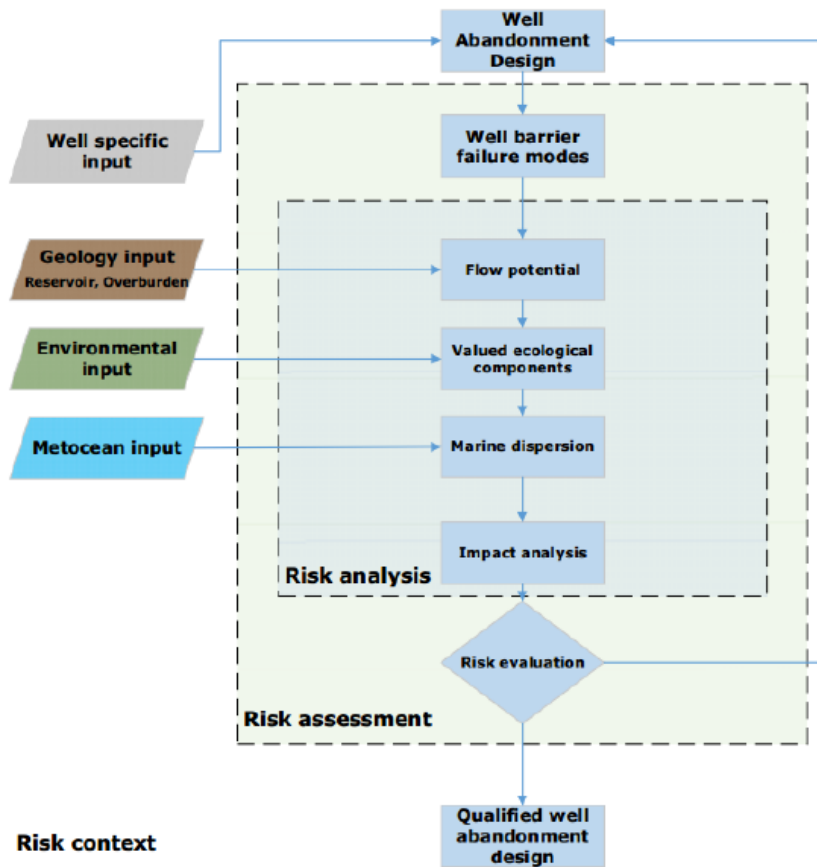 Well
Abandonment
Design
Well specific
input
Well barrier
failure modes
Geology input
Reservoir, Overburden
Flow potential
Environmental
input
Valued ecological
components
Metocean input
Marine dispersion
Impact analysis
Risk analysis
Risk evaluation
Risk assessment
Qualified well
abandonment
design
Risk context